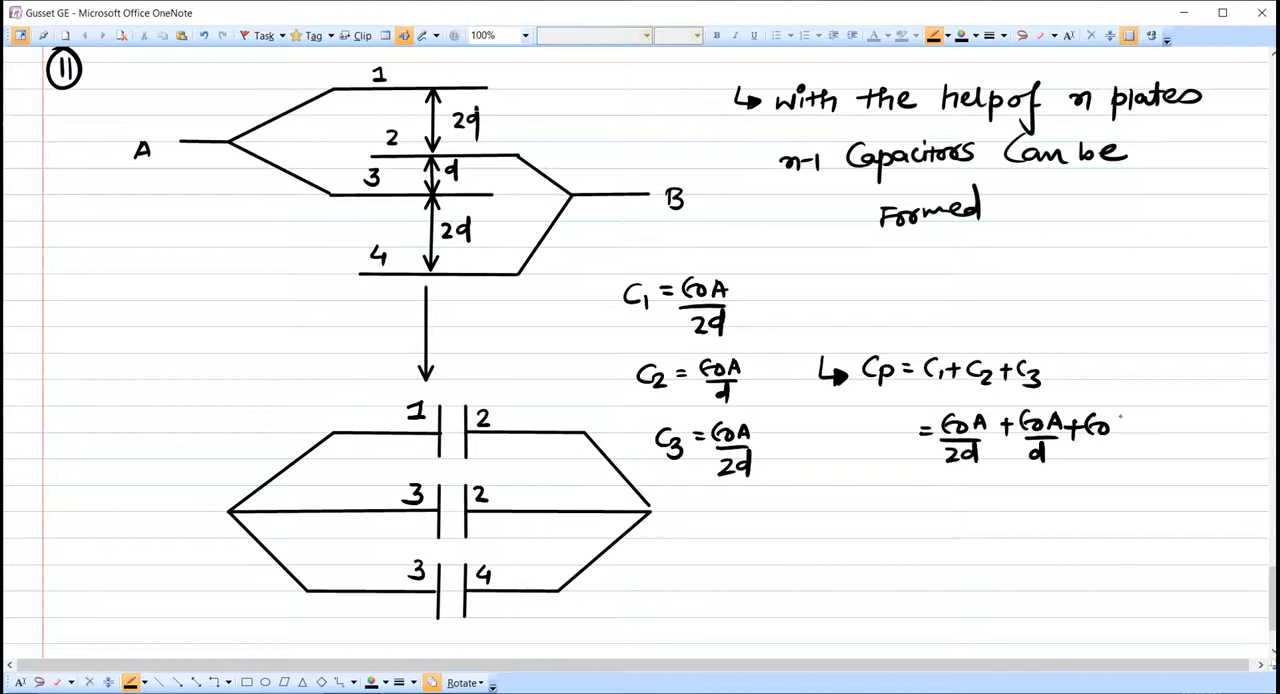 Gusset GE - Microsoft Office OneNote
Task Tag Clip 100% B I U A
11
1
2d
2
A
3
d
B
2d
4
↳ with the help of n plates
n-1 Capacitors Can be
Formed
C1 = ϵ0A/2d
C2 = ϵ0A/d
C3 = ϵ0A/2d
↳ Cp = C1 + C2 + C3
= ϵ0A/2d + ϵ0A/d + ϵ0
1 2
3 2
3 4
A Rotate